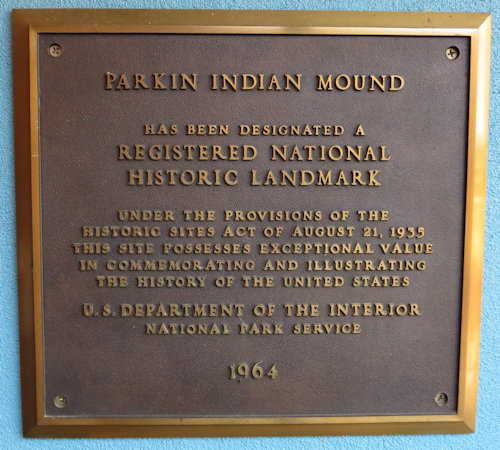 PARKIN INDIAN MOUND
HAS BEEN DESIGNATED A
REGISTERED NATIONAL
HISTORIC LANDMARK
UNDER THE PROVISIONS OF THE
HISTORIC SITES ACT OF AUGUST 21, 1935
THIS SITE POSSESSES EXCEPTIONAL VALUE
IN COMMEMORATING AND ILLUSTRATING
THE HISTORY OF THE UNITED STATES
U.S. DEPARTMENT OF THE INTERIOR
NATIONAL PARK SERVICE
1964